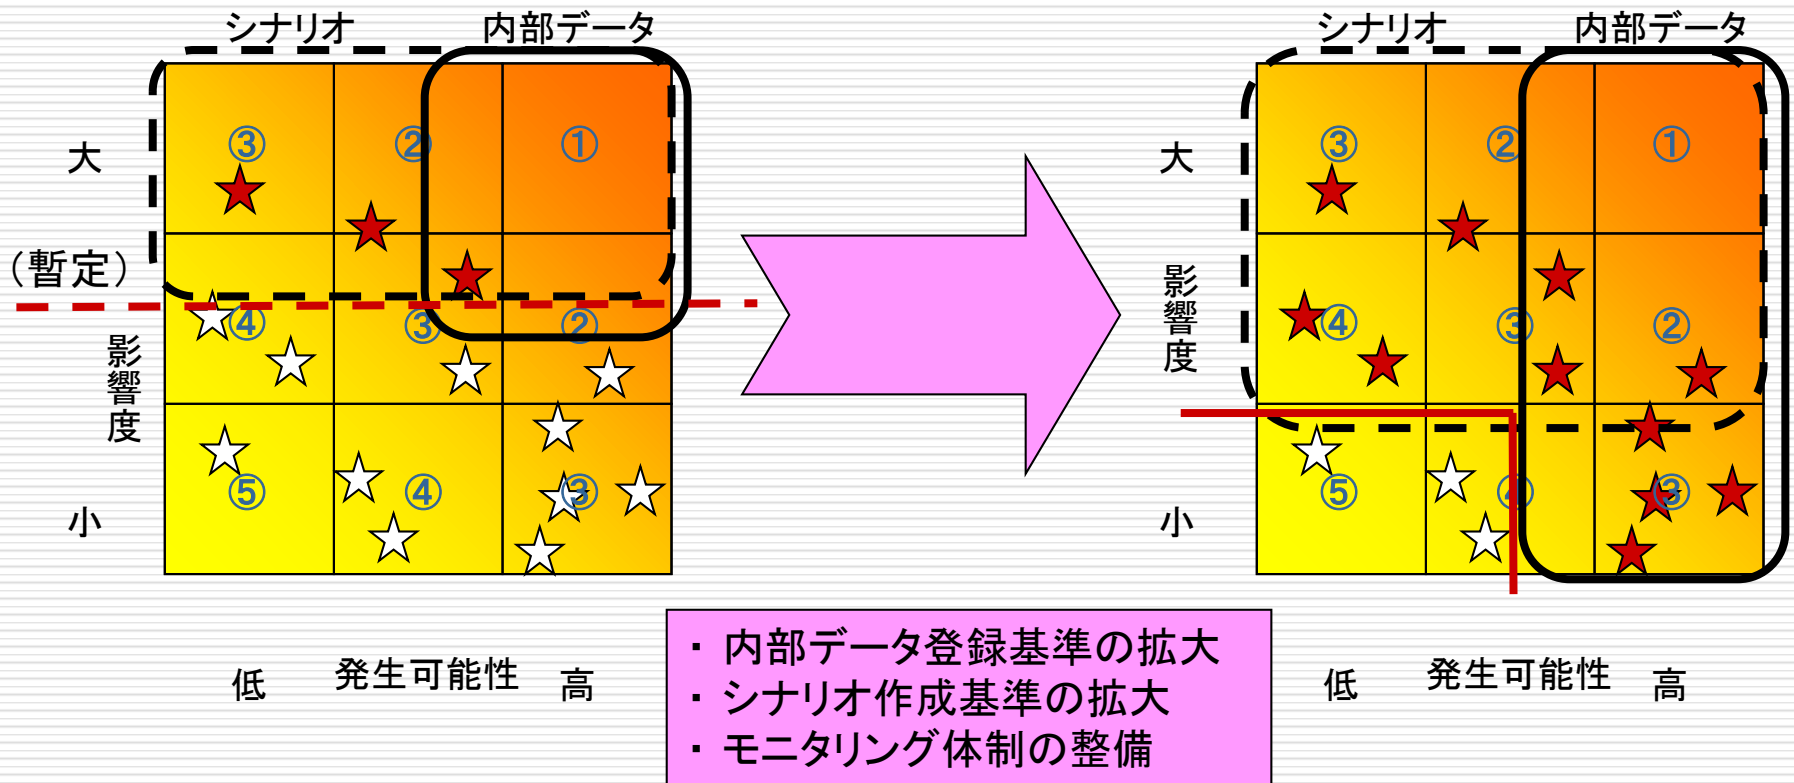 シナリオ
内部データ
大
③
②
①
（暫定）
影響度
④
③
②
小
⑤
④
③
低
発生可能性
高
シナリオ
内部データ
大
③
②
①
影響度
④
③
②
小
⑤
④
③
低
発生可能性
高
・ 内部データ登録基準の拡大
・ シナリオ作成基準の拡大
・ モニタリング体制の整備